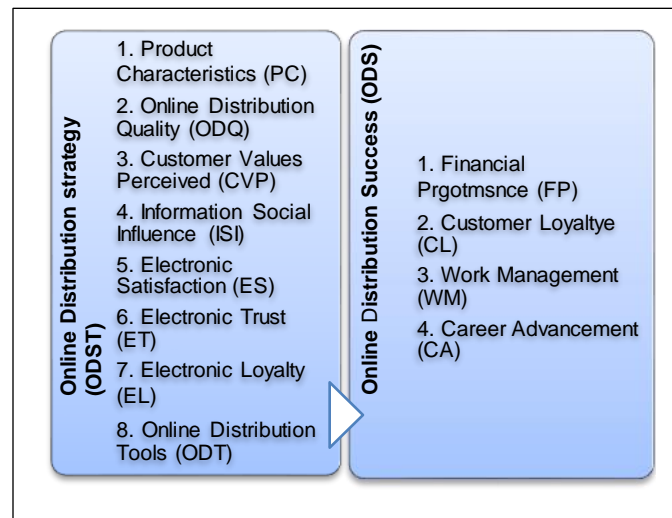 Online Distribution strategy
(ODST)
1. Product
Characteristics (PC)
2. Online Distribution
Quality (ODQ)
3. Customer Values
Perceived (CVP)
4. Information Social
Influence (ISI)
5. Electronic
Satisfaction (ES)
6. Electronic Trust
(ET)
7. Electronic Loyalty
(EL)
8. Online Distribution
Tools (ODT)
Online Distribution Success (ODS)
1. Financial
Prgotmsnce (FP)
2. Customer Loyaltye
(CL)
3. Work Management
(WM)
4. Career Advancement
(CA)